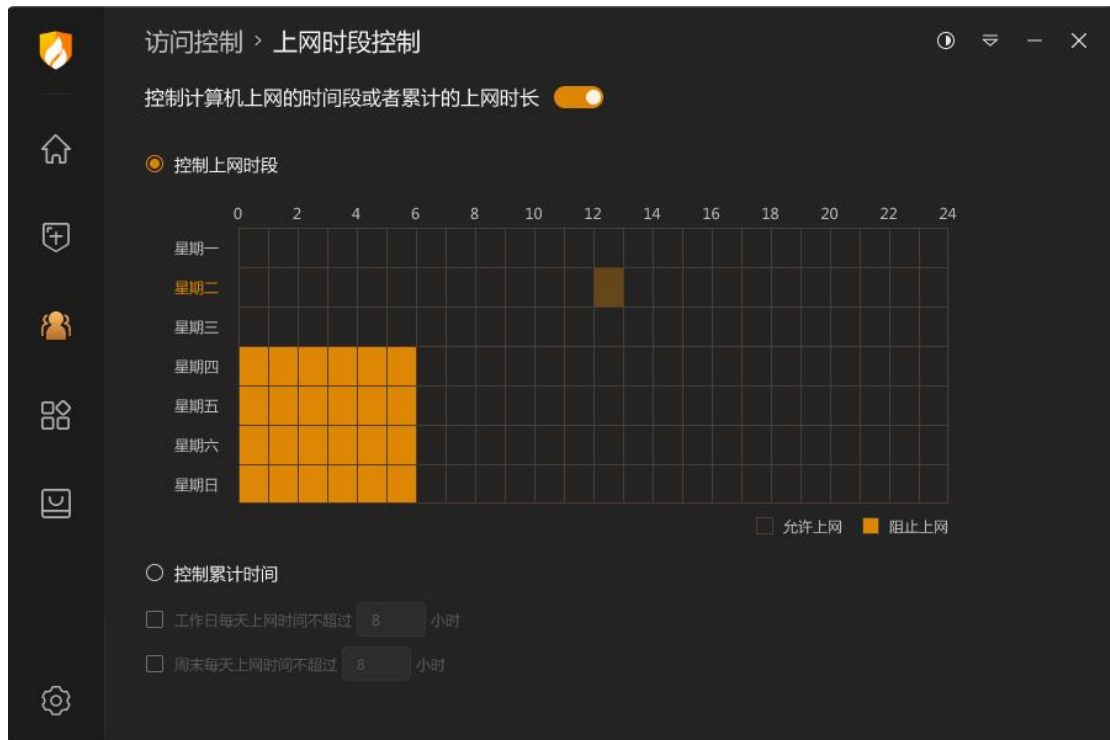 访问控制 > 上网时段控制
控制计算机上网的时间段或者累计的上网时长
控制上网时段
0 2 4 6 8 10 12 14 16 18 20 22 24
星期一
星期二
星期三
星期四
星期五
星期六
星期日
允许上网 阻止上网
控制累计时间
工作日每天上网时间不超过 8 小时
周末每天上网时间不超过 8 小时